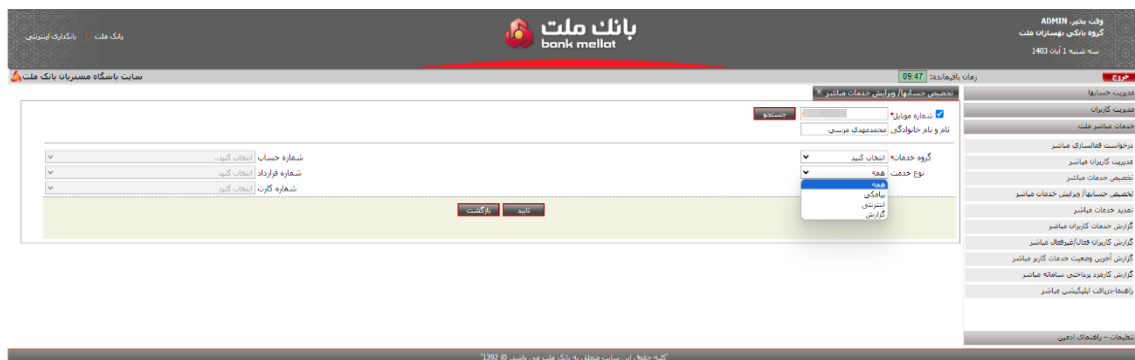 وقت بخیر, ADMIN
گروه بانکی بهسازان ملت
سه شنبه 1 آبان 1403
بانك ملت
bank mellat
بانک ملت
بانکداری اینترنتی
خروج
زمان باقیمانده: 09:47
سایت باشگاه مشتریان بانک ملت
مدیریت حسابها
مدیریت کاربران
خدمات مباشر ملت
درخواست فعالسازی مباشر
مدیریت کاربران مباشر
تخصیص خدمات مباشر
تخصیص حسابها/ ویرایش خدمات مباشر
تمدید خدمات مباشر
گزارش خدمات کاربران مباشر
گزارش کاربران فعال/غیرفعال مباشر
گزارش آخرین وضعیت خدمات کاربر مباشر
گزارش کارمزد پرداختی سامانه مباشر
راهنما-دریافت اپلیکیشن مباشر
تنظیمات – راهنمای ادمین
تخصیص حسابها/ ویرایش خدمات مباشر ×
شماره موبایل* جستجو
نام و نام خانوادگی محمدمهدی مرسی
گروه خدمات* انتخاب کنید
شماره حساب انتخاب کنید..
نوع خدمت همه
شماره قرارداد انتخاب کنید
شماره کارت انتخاب کنید
همه
پیامکی
اینترنتی
گزارش
تایید
بازگشت
"کلیه حقوق این سایت متعلق به بانک ملت می باشد. © 1392"